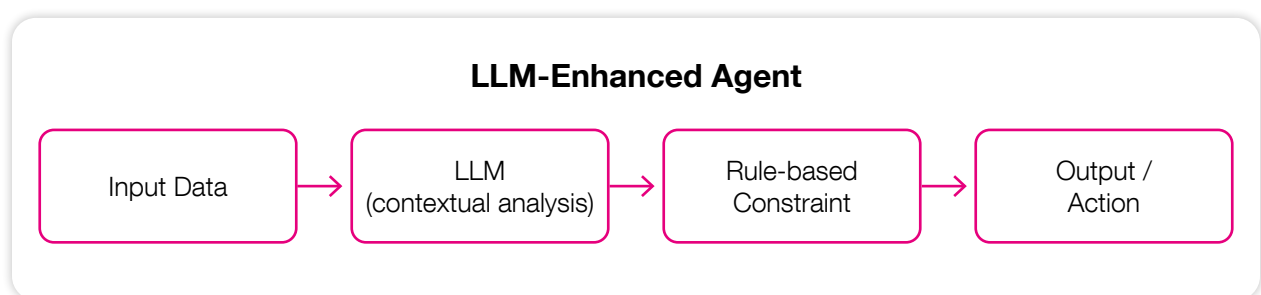 LLM-Enhanced Agent
Input Data
LLM
(contextual analysis)
Rule-based
Constraint
Output /
Action